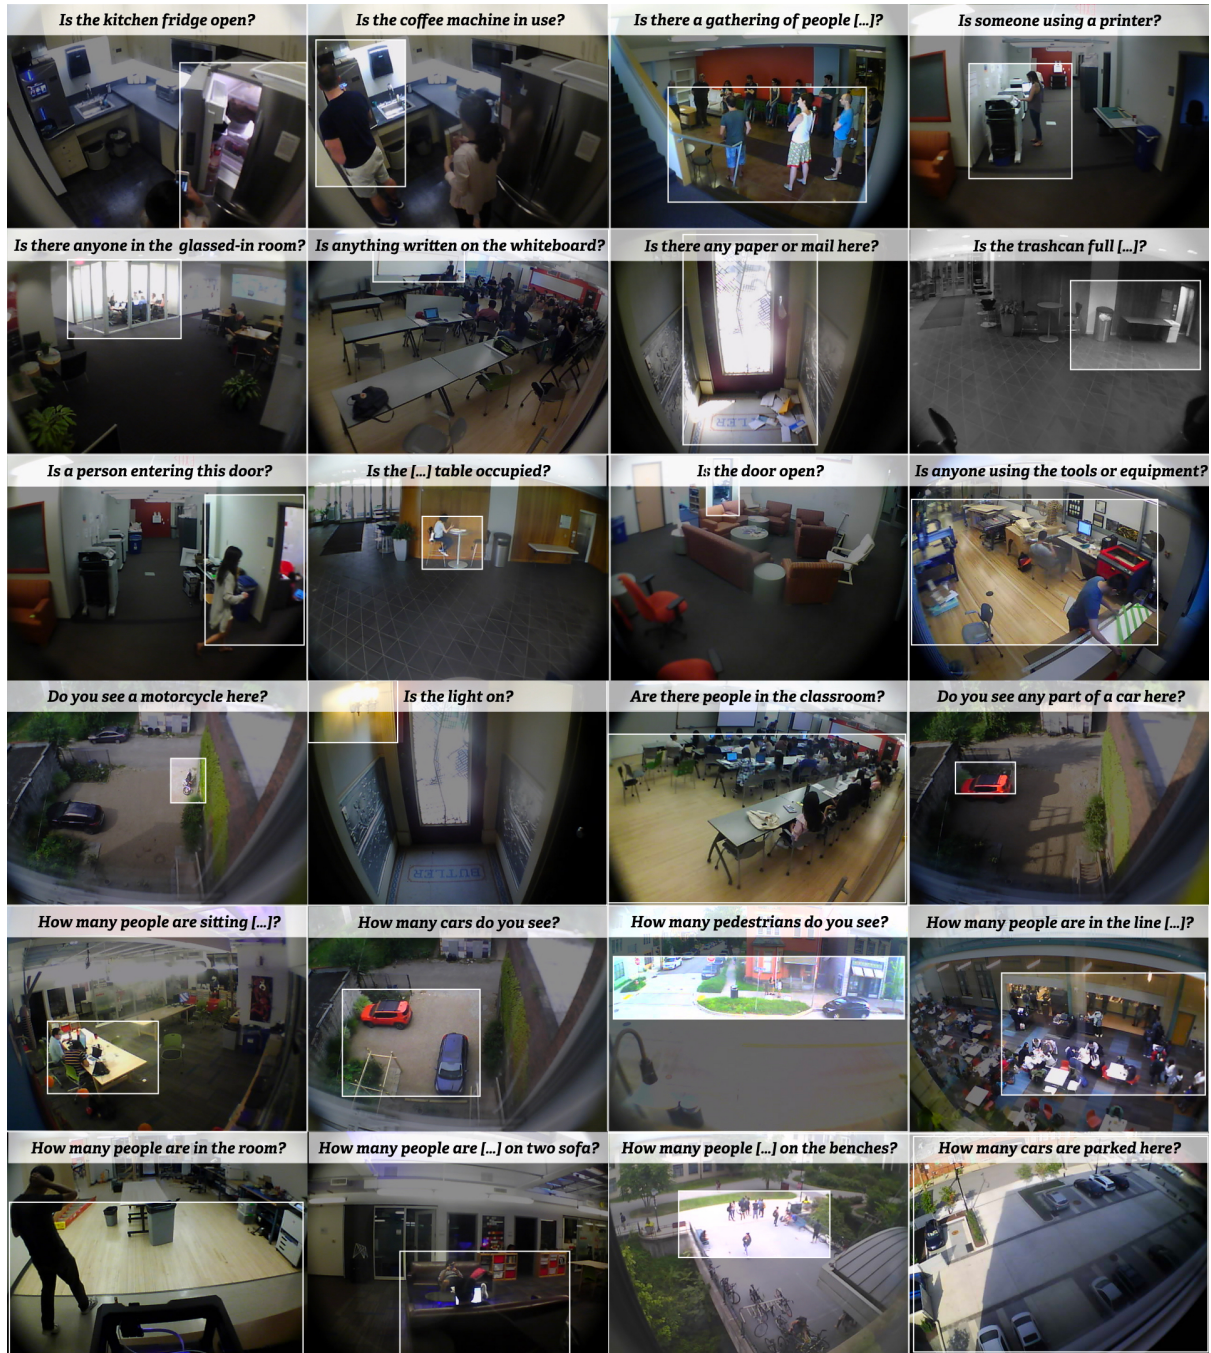 Is the kitchen fridge open?
Is the coffee machine in use?
Is there a gathering of people [...]?
Is someone using a printer?
Is there anyone in the glassed-in room?
Is anything written on the whiteboard?
Is there any paper or mail here?
Is the trashcan full [...]?
BUTLER
Is a person entering this door?
Is the [...] table occupied?
Is the door open?
Is anyone using the tools or equipment?
Do you see a motorcycle here?
Is the light on?
Are there people in the classroom?
Do you see any part of a car here?
BUTLER
How many people are sitting [...]?
How many cars do you see?
How many pedestrians do you see?
How many people are in the line [...]?
How many people are in the room?
How many people are [...] on two sofa?
How many people [...] on the benches?
How many cars are parked here?